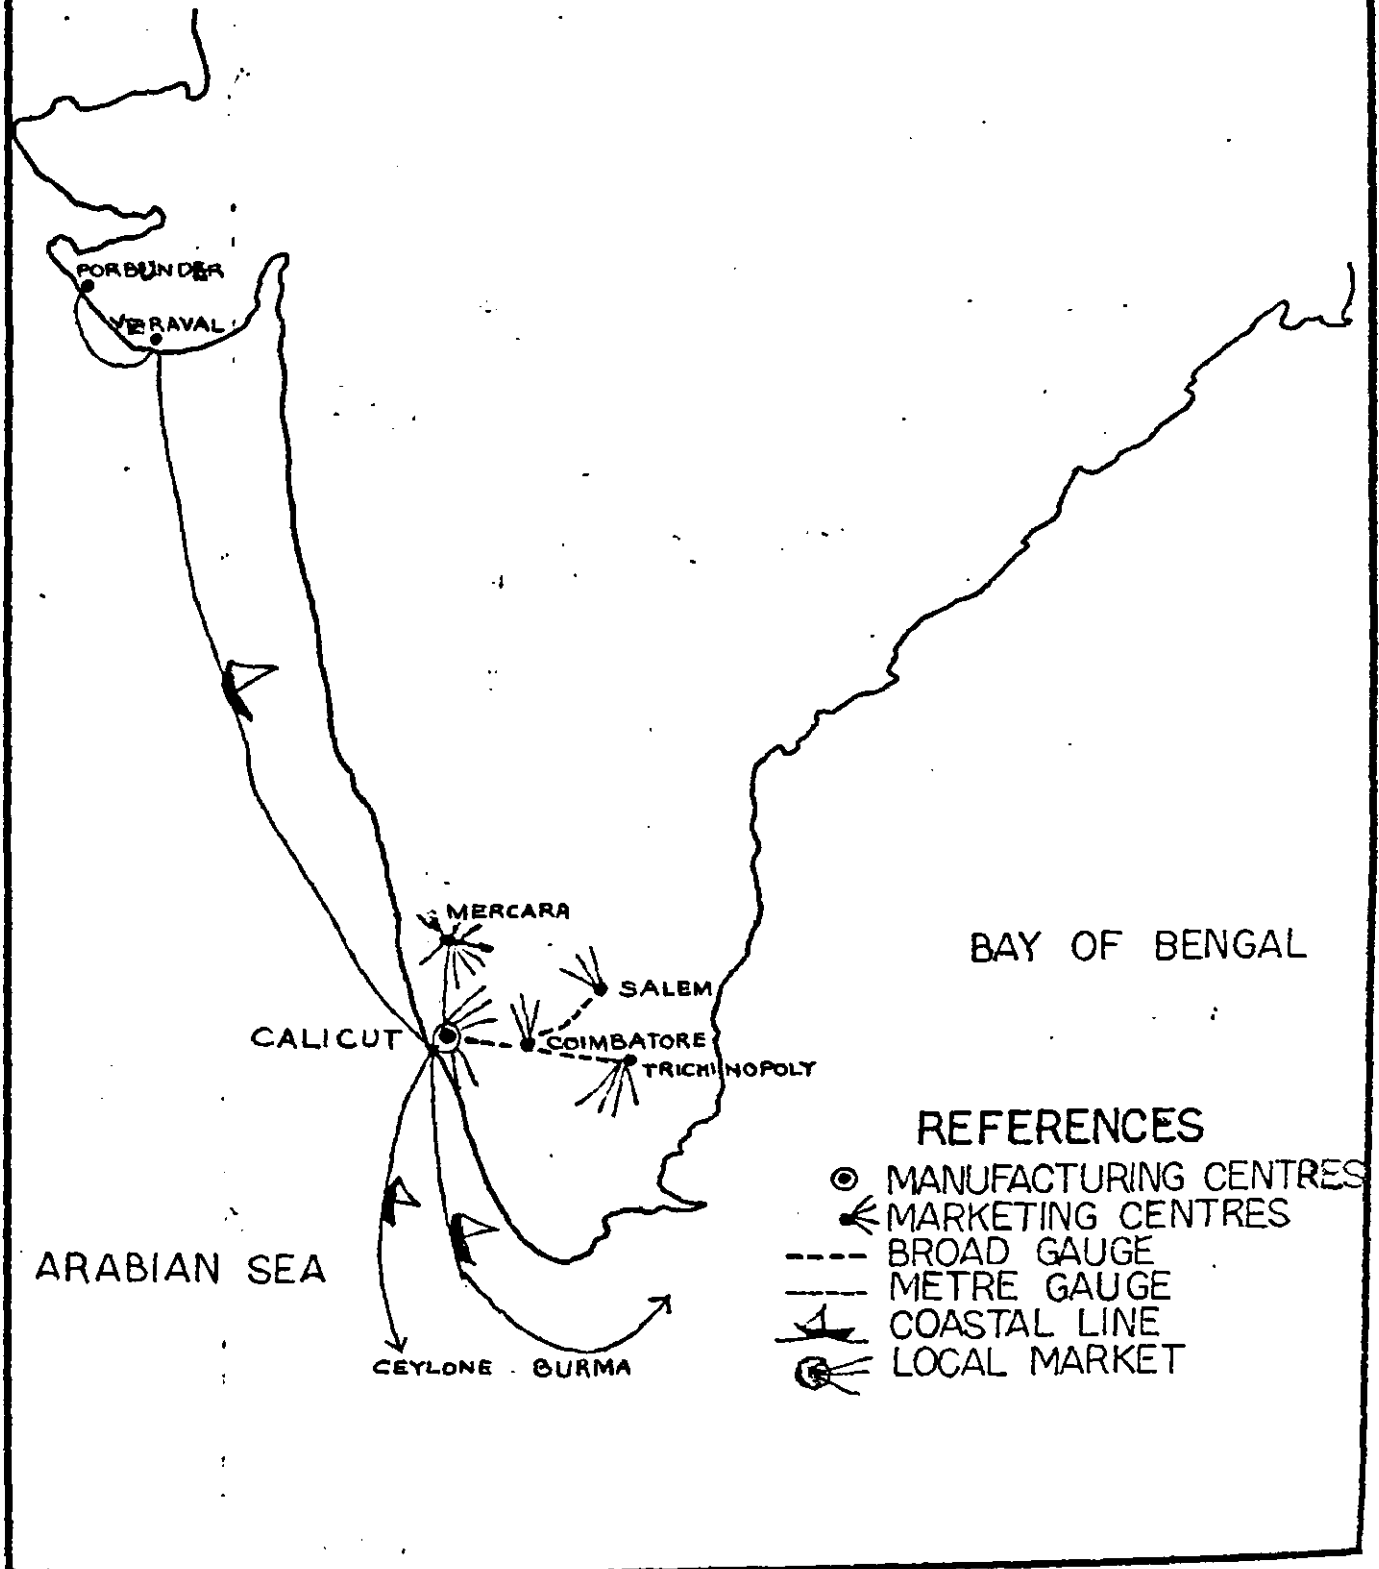 PORBUNDER
VERAVAL
MERCARA
BAY OF BENGAL
SALEM
CALICUT
COIMBATORE
TRICHINOPOLY
REFERENCES
MANUFACTURING CENTRES
MARKETING CENTRES
BROAD GAUGE
ARABIAN SEA
METRE GAUGE
COASTAL LINE
LOCAL MARKET
CEYLONE BURMA